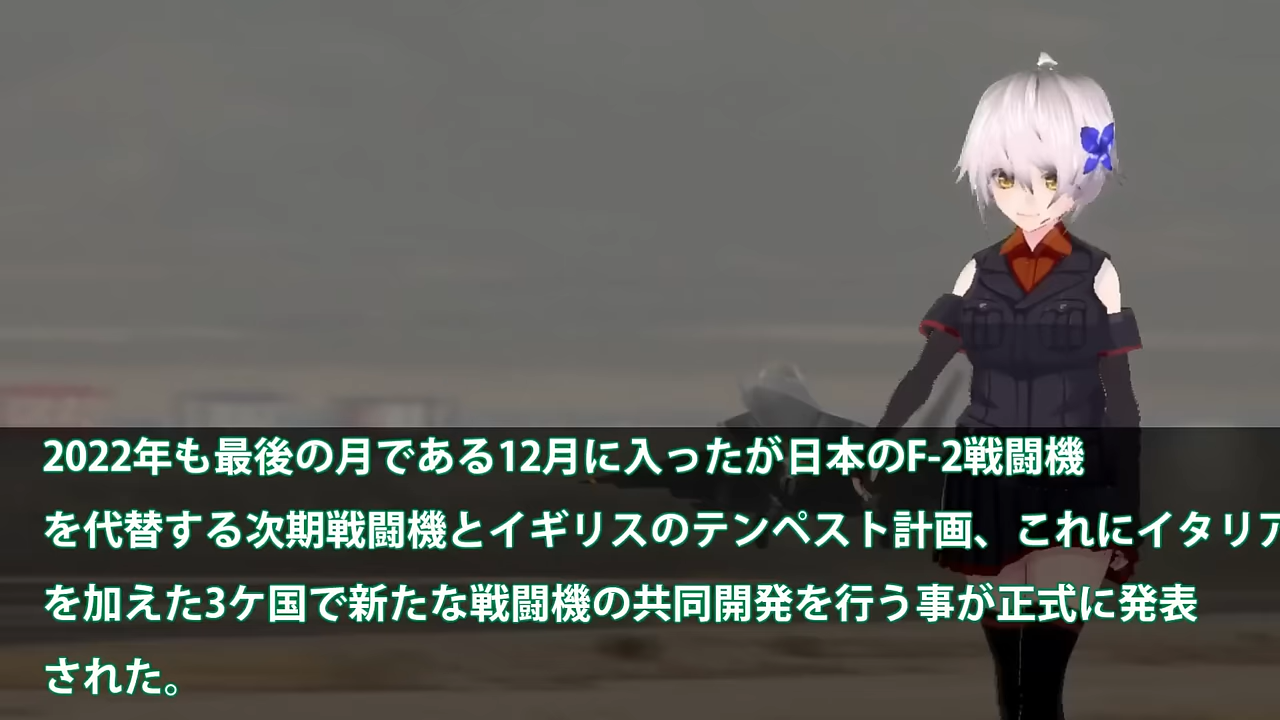 2022年も最後の月である12月に入ったが日本のF-2戦闘機
を代替する次期戦闘機とイギリスのテンペスト計画、これにイタリア
を加えた3ケ国で新たな戦闘機の共同開発を行う事が正式に発表
された。